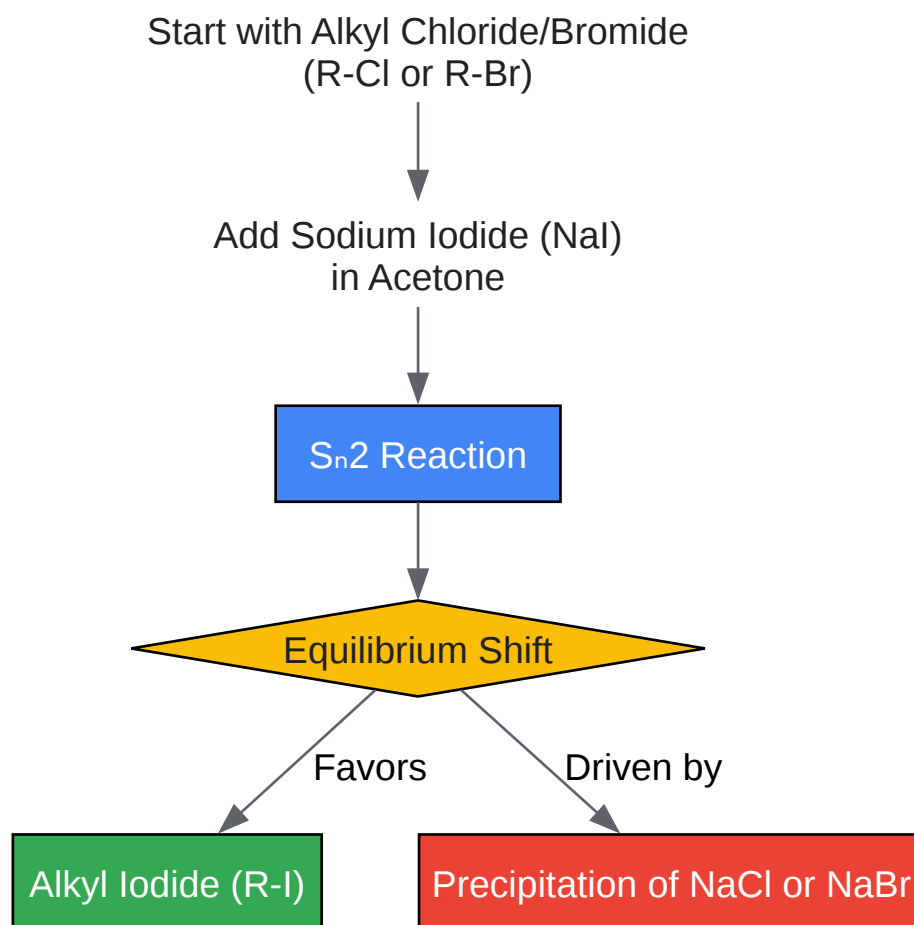 Start with Alkyl Chloride/Bromide
(R-Cl or R-Br)
Add Sodium Iodide (NaI)
in Acetone
Sₙ2 Reaction
Equilibrium Shift
Favors
Driven by
Alkyl Iodide (R-I)
Precipitation of NaCl or NaBr